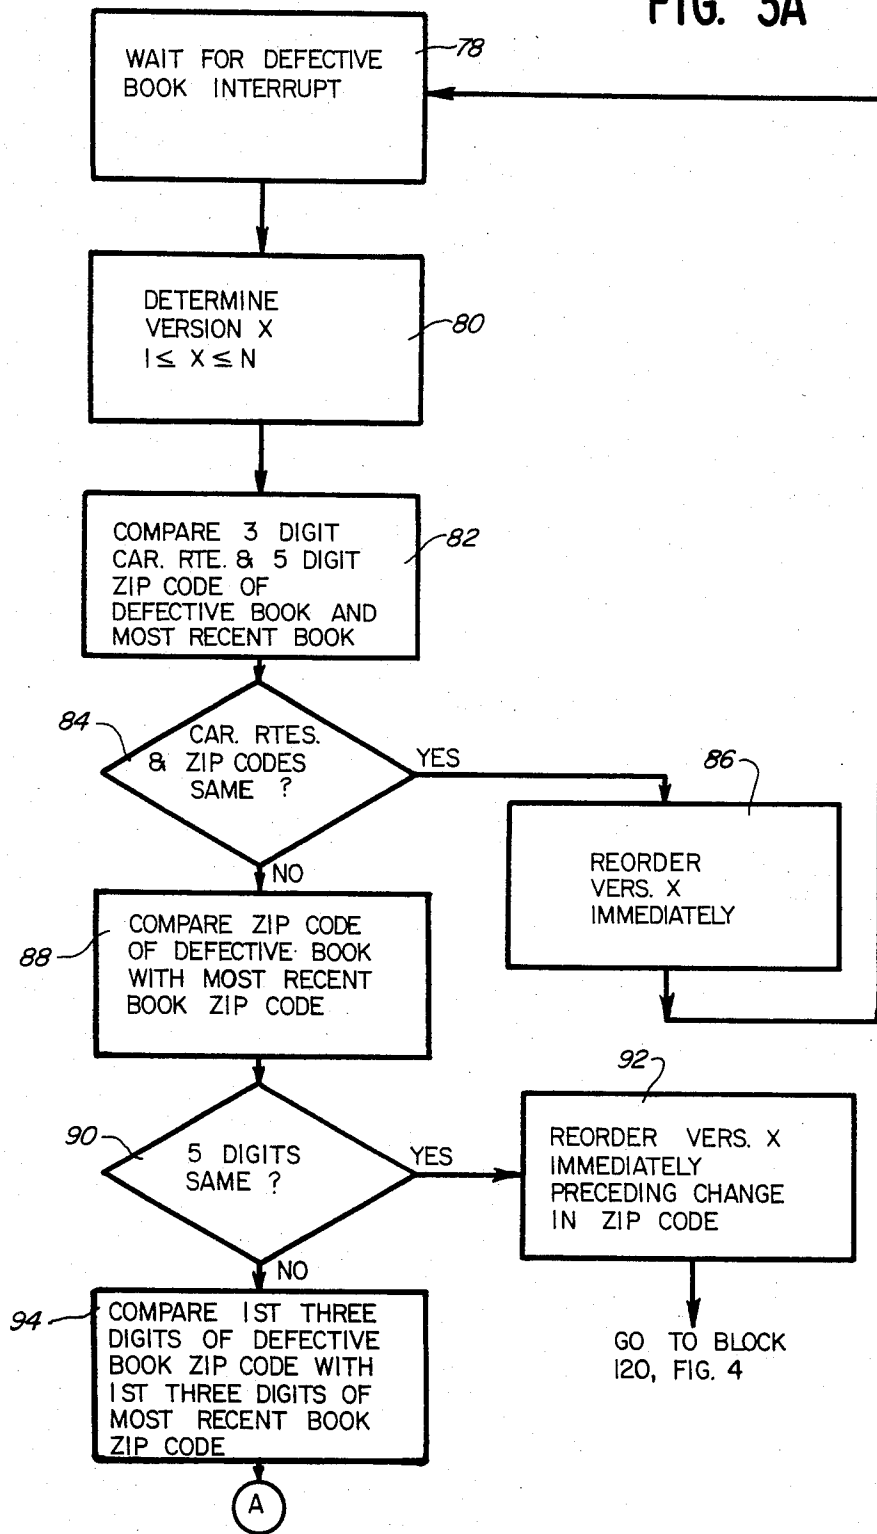 FIG. 3A
WAIT FOR DEFECTIVE
BOOK INTERRUPT
78
DETERMINE
VERSION X
1 ≤ X ≤ N
80
COMPARE 3 DIGIT
CAR. RTE. & 5 DIGIT
ZIP CODE OF
DEFECTIVE BOOK AND
MOST RECENT BOOK
82
84
CAR. RTES.
& ZIP CODES
SAME ?
YES
NO
86
REORDER
VERS. X
IMMEDIATELY
88
COMPARE ZIP CODE
OF DEFECTIVE BOOK
WITH MOST RECENT
BOOK ZIP CODE
90
5 DIGITS
SAME ?
YES
NO
92
REORDER VERS. X
IMMEDIATELY
PRECEDING CHANGE
IN ZIP CODE
GO TO BLOCK
120, FIG. 4
94
COMPARE 1ST THREE
DIGITS OF DEFECTIVE
BOOK ZIP CODE WITH
1ST THREE DIGITS OF
MOST RECENT BOOK
ZIP CODE
A